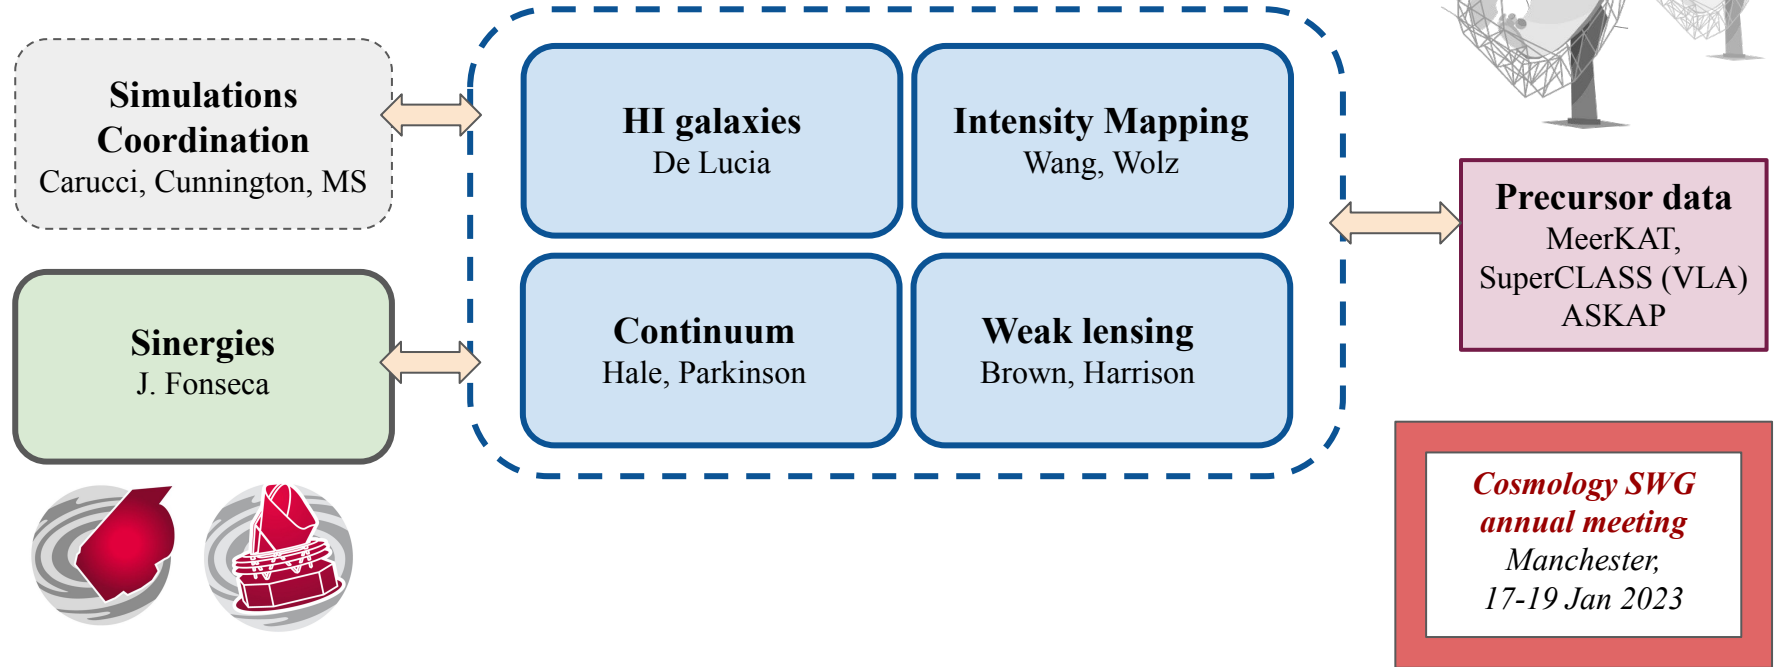 Simulations
Coordination
Carucci, Cunnington, MS
Sinergies
J. Fonseca
HI galaxies
De Lucia
Intensity Mapping
Wang, Wolz
Continuum
Hale, Parkinson
Weak lensing
Brown, Harrison
Precursor data
MeerKAT,
SuperCLASS (VLA)
ASKAP
Cosmology SWG
annual meeting
Manchester,
17-19 Jan 2023